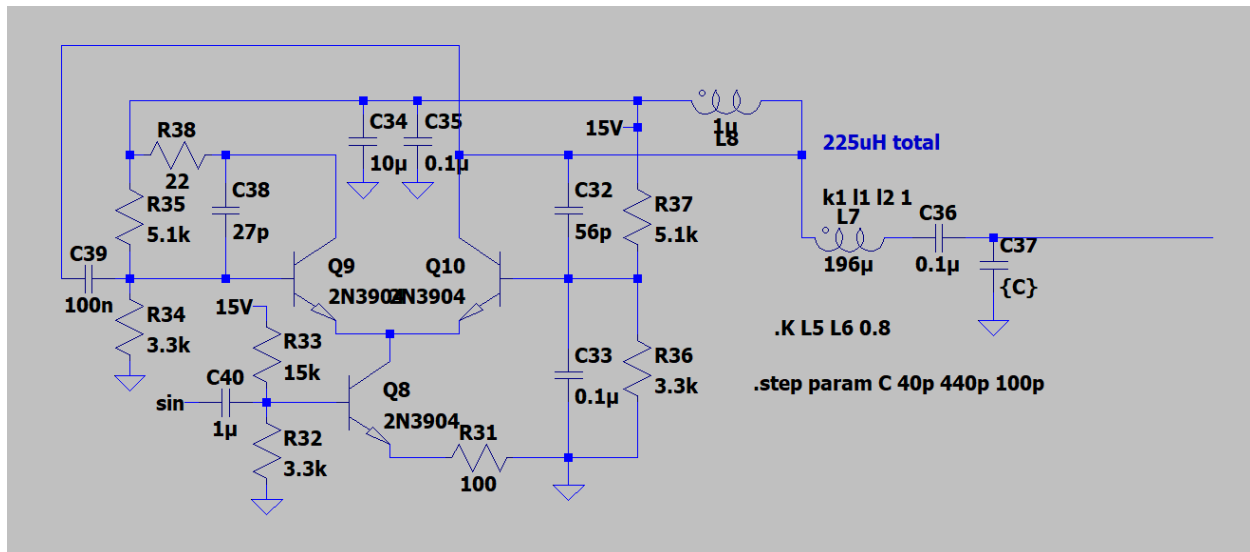 C34
10µ
C35
0.1µ
15V
1µ
L8
225uH total
R38
22
C38
27p
R35
5.1k
C32
56p
R37
5.1k
k1 l1 l2 1
L7
196µ
C36
0.1µ
C37
{C}
C39
100n
Q9
2N3904
Q10
2N3904
R34
3.3k
15V
R33
15k
.K L5 L6 0.8
C33
0.1µ
R36
3.3k
.step param C 40p 440p 100p
C40
1µ
sin
Q8
2N3904
R32
3.3k
R31
100